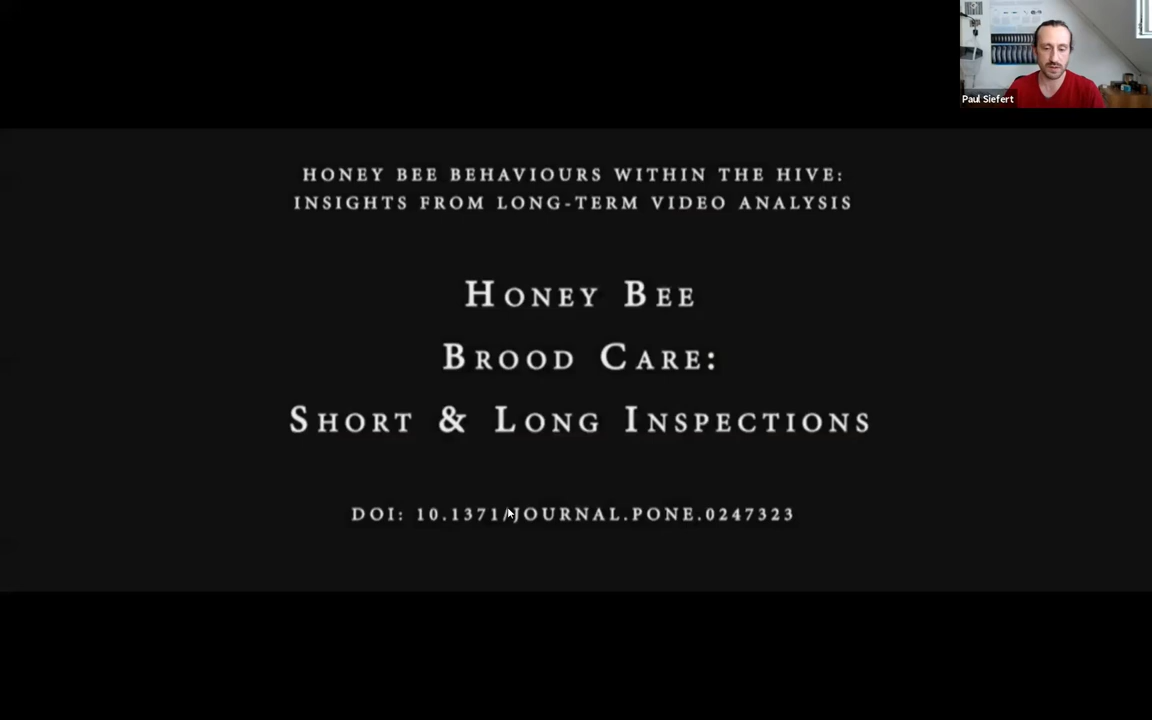 Paul Siefert
HONEY BEE BEHAVIOURS WITHIN THE HIVE:
INSIGHTS FROM LONG-TERM VIDEO ANALYSIS
HONEY BEE
BROOD CARE:
SHORT & LONG INSPECTIONS
DOI: 10.1371/JOURNAL.PONE.0247323